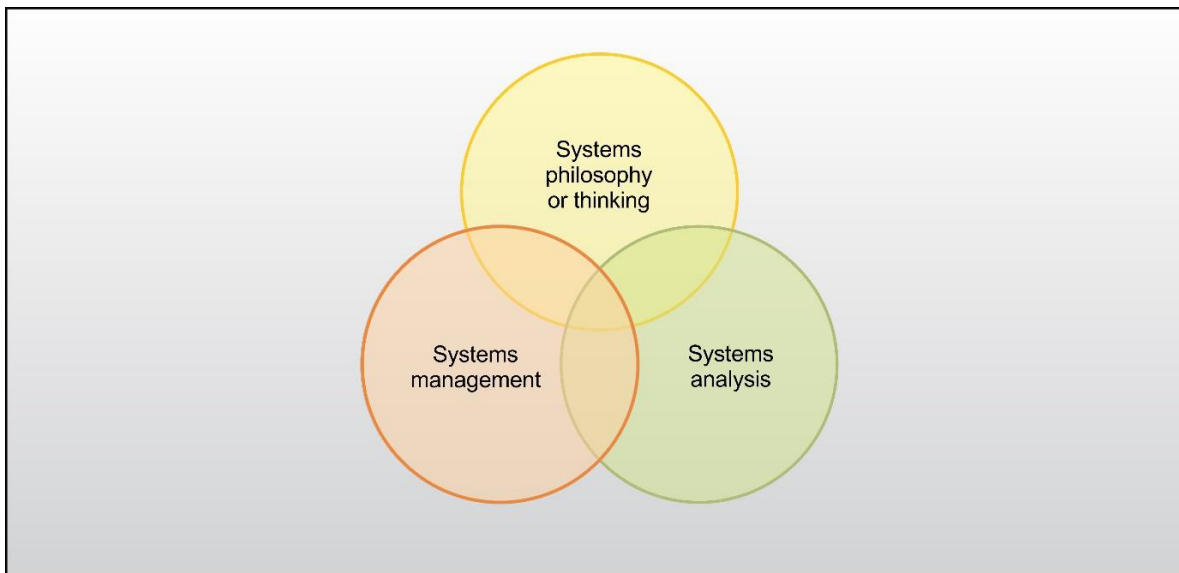 Systems
philosophy
or thinking
Systems
management
Systems
analysis